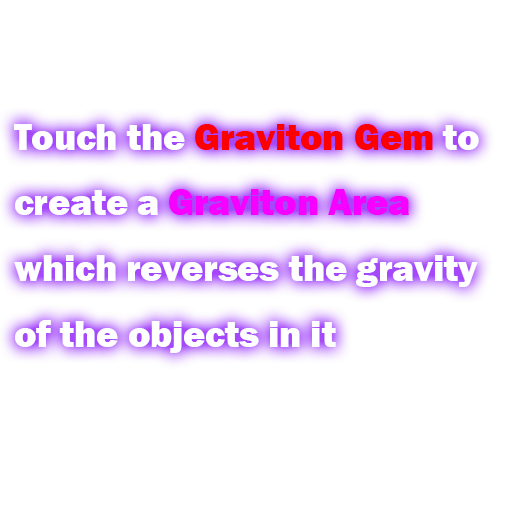 Touch the Graviton Gem to
create a Graviton Area
which reverses the gravity
of the objects in it